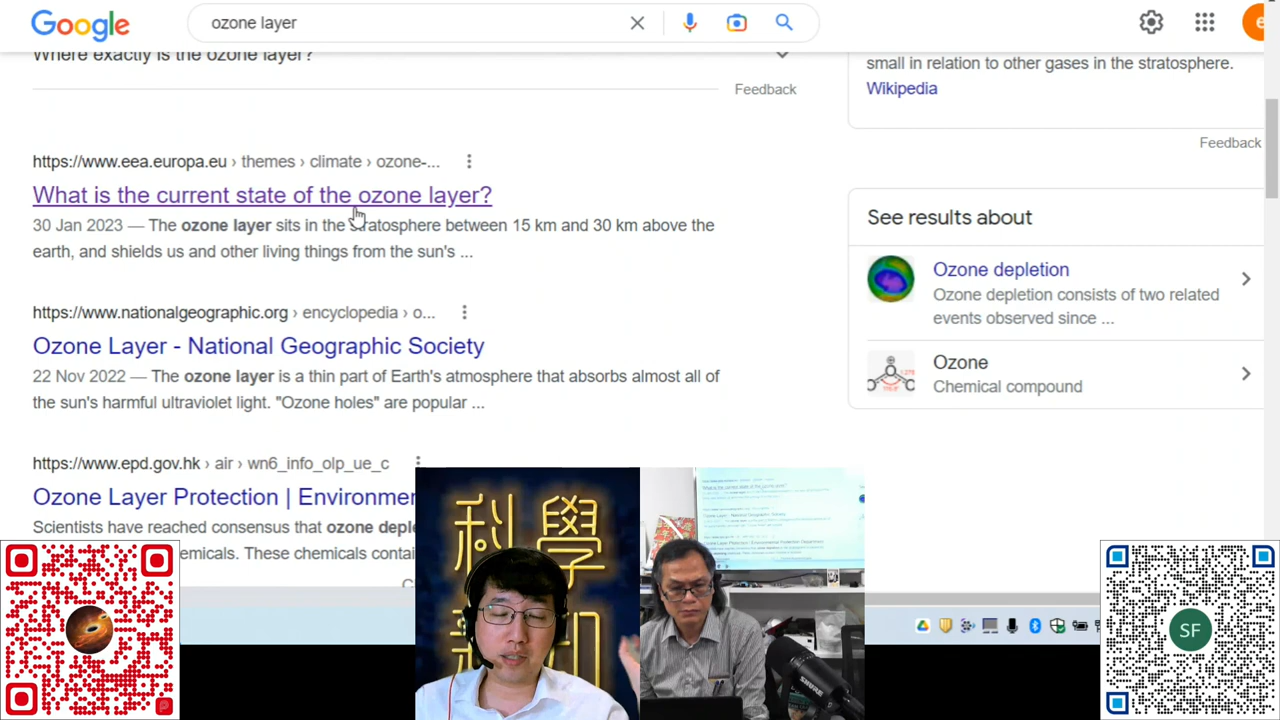 Google
ozone layer
Where exactly is the ozone layer?
Feedback
https://www.eea.europa.eu › themes › climate › ozone-...
What is the current state of the ozone layer?
30 Jan 2023 — The ozone layer sits in the stratosphere between 15 km and 30 km above the
earth, and shields us and other living things from the sun's ...
https://www.nationalgeographic.org › encyclopedia › o...
Ozone Layer - National Geographic Society
22 Nov 2022 — The ozone layer is a thin part of Earth's atmosphere that absorbs almost all of
the sun's harmful ultraviolet light. "Ozone holes" are popular ...
https://www.epd.gov.hk › air › wn6_info_olp_ue_c
Ozone Layer Protection |
Scientists have reached consensus that ozone
These chemicals
small in relation to other gases in the stratosphere.
Wikipedia
Feedback
See results about
Ozone depletion
Ozone depletion consists of two related
events observed since ...
Ozone
Chemical compound
學
SF